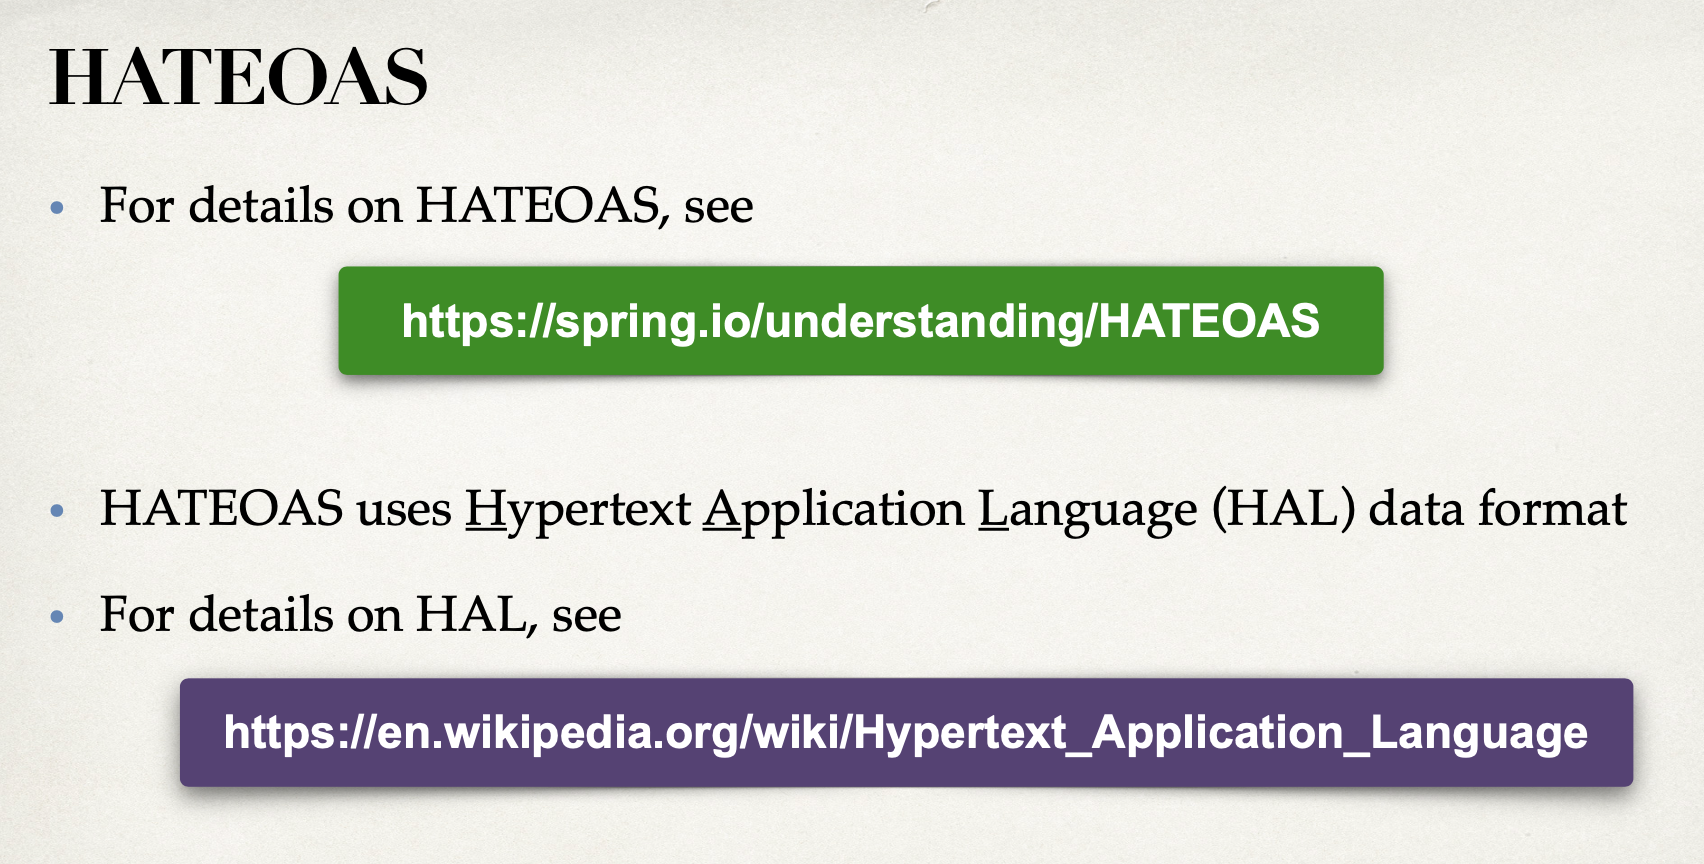 HATEOAS
• For details on HATEOAS, see
https://spring.io/understanding/HATEOAS
• HATEOAS uses Hypertext Application Language (HAL) data format
• For details on HAL, see
https://en.wikipedia.org/wiki/Hypertext_Application_Language